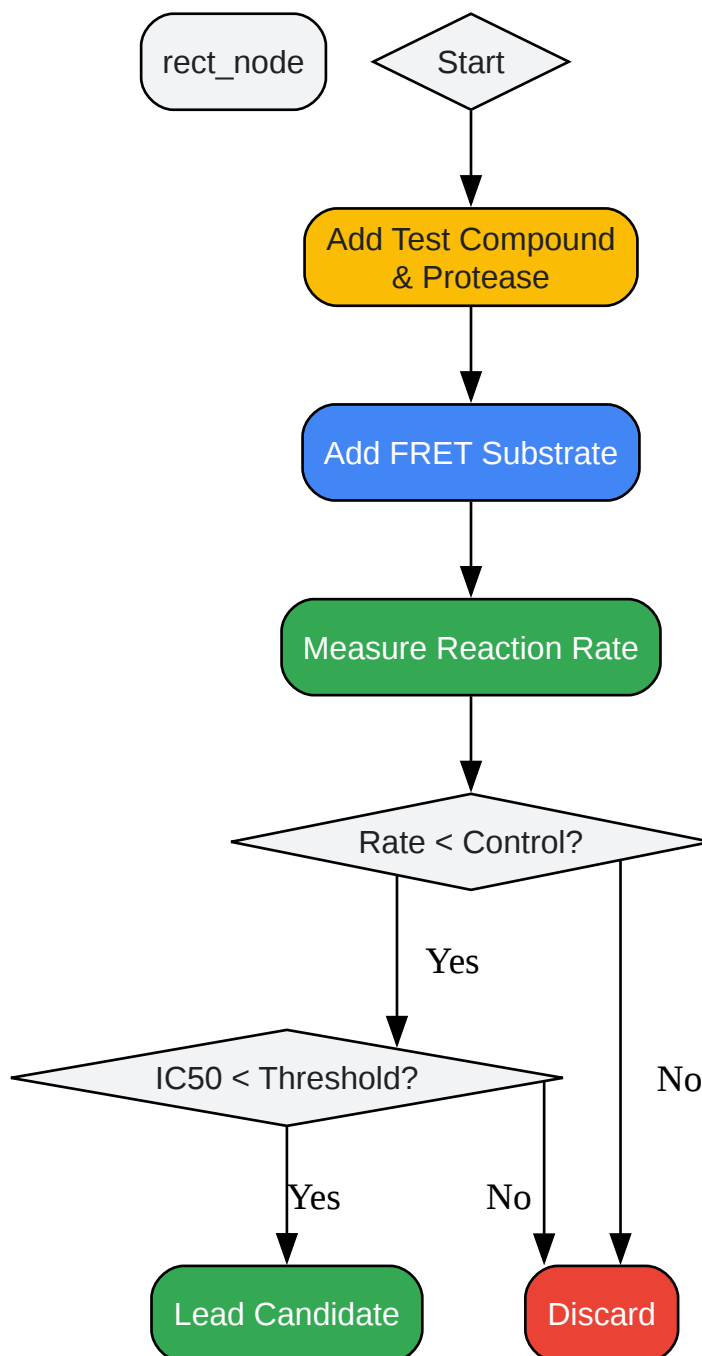 rect_node
Start
Add Test Compound
& Protease
Add FRET Substrate
Measure Reaction Rate
Rate < Control?
Yes
IC50 < Threshold?
No
Yes
No
Lead Candidate
Discard